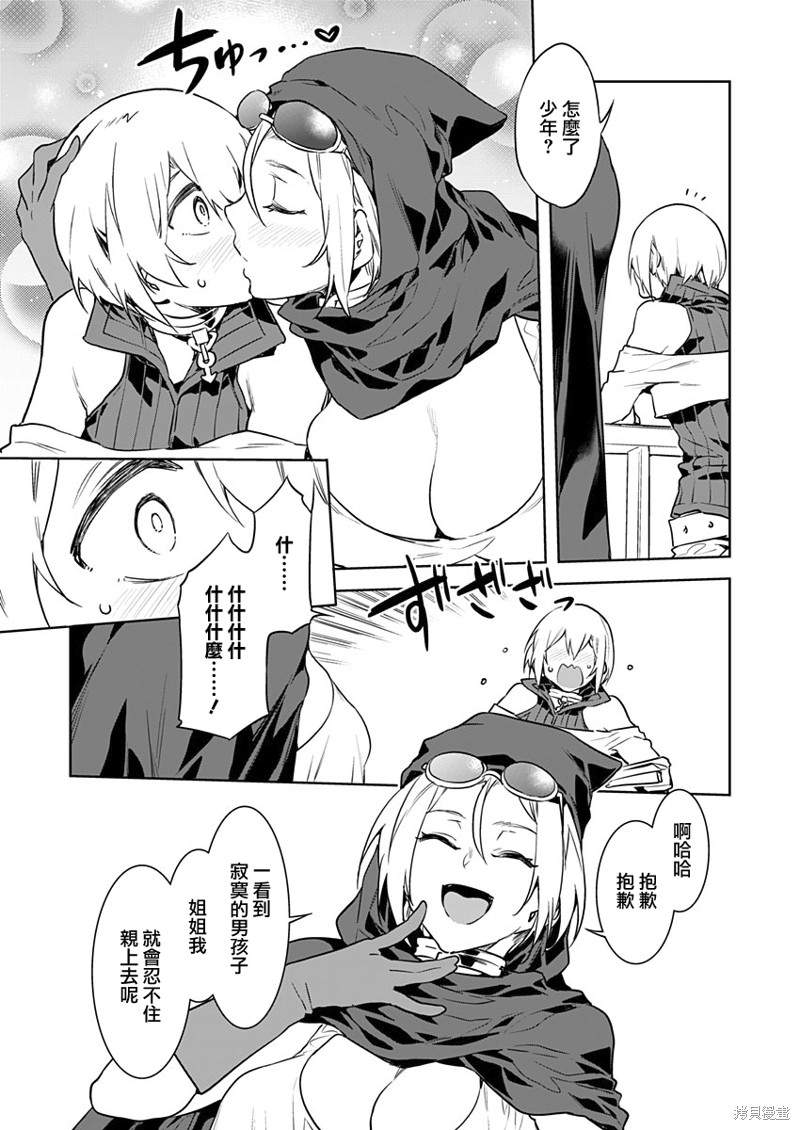 怎麼了
少年？
ちゅっ…♥
什……
什什什什
什什什麼……！
ずざざっ
啊哈哈
抱歉
抱歉
一看到
寂寞的男孩子
姐姐我
就會忍不住
親上去呢
拷貝漫畫